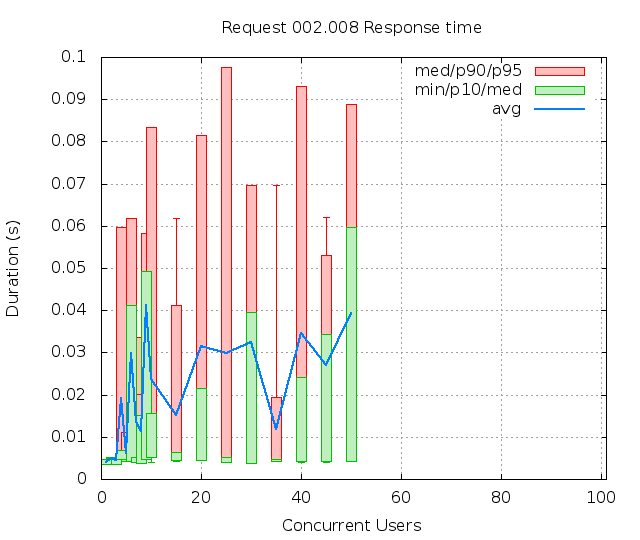 Request 002.008 Response time
med/p90/p95
min/p10/med
avg
Duration (s)
0.1
0.09
0.08
0.07
0.06
0.05
0.04
0.03
0.02
0.01
0
0 20 40 60 80 100
Concurrent Users